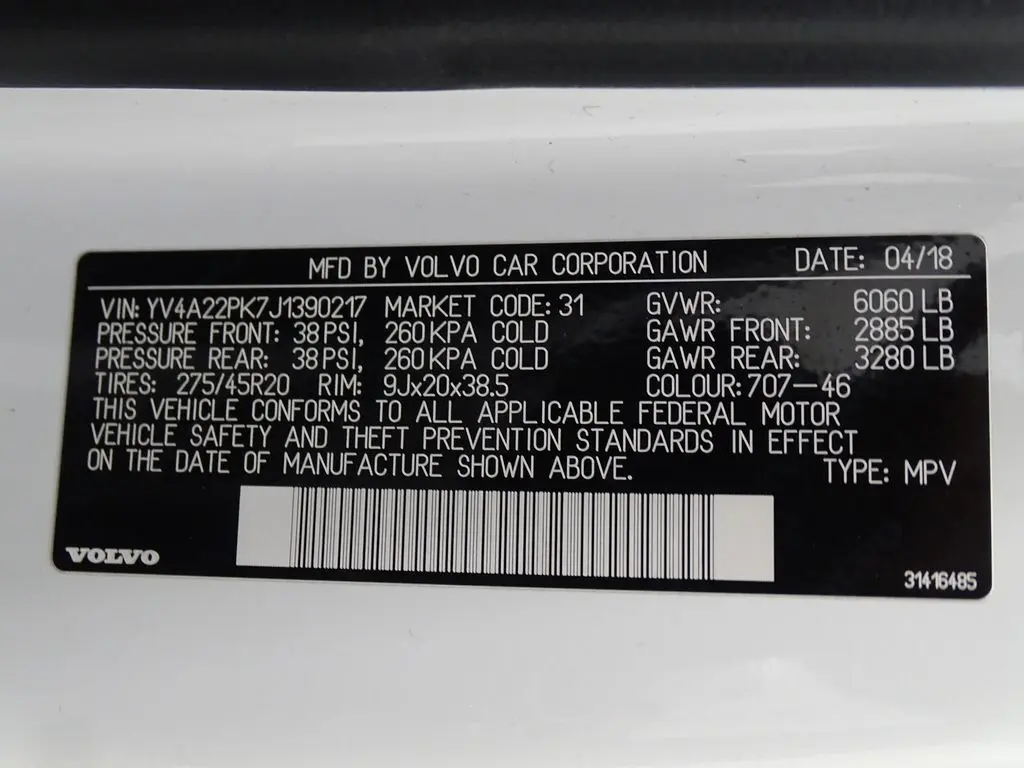 MFD BY VOLVO CAR CORPORATION DATE: 04/18
VIN: YV4A22PK7J1390217 MARKET CODE: 31 GVWR: 6060 LB
PRESSURE FRONT: 38 PSI, 260 KPA COLD GAWR FRONT: 2885 LB
PRESSURE REAR: 38 PSI, 260 KPA COLD GAWR REAR: 3280 LB
TIRES: 275/45R20 RIM: 9Jx20x38.5 COLOUR: 707-46
THIS VEHICLE CONFORMS TO ALL APPLICABLE FEDERAL MOTOR
VEHICLE SAFETY AND THEFT PREVENTION STANDARDS IN EFFECT
ON THE DATE OF MANUFACTURE SHOWN ABOVE. TYPE: MPV
VOLVO
31416485